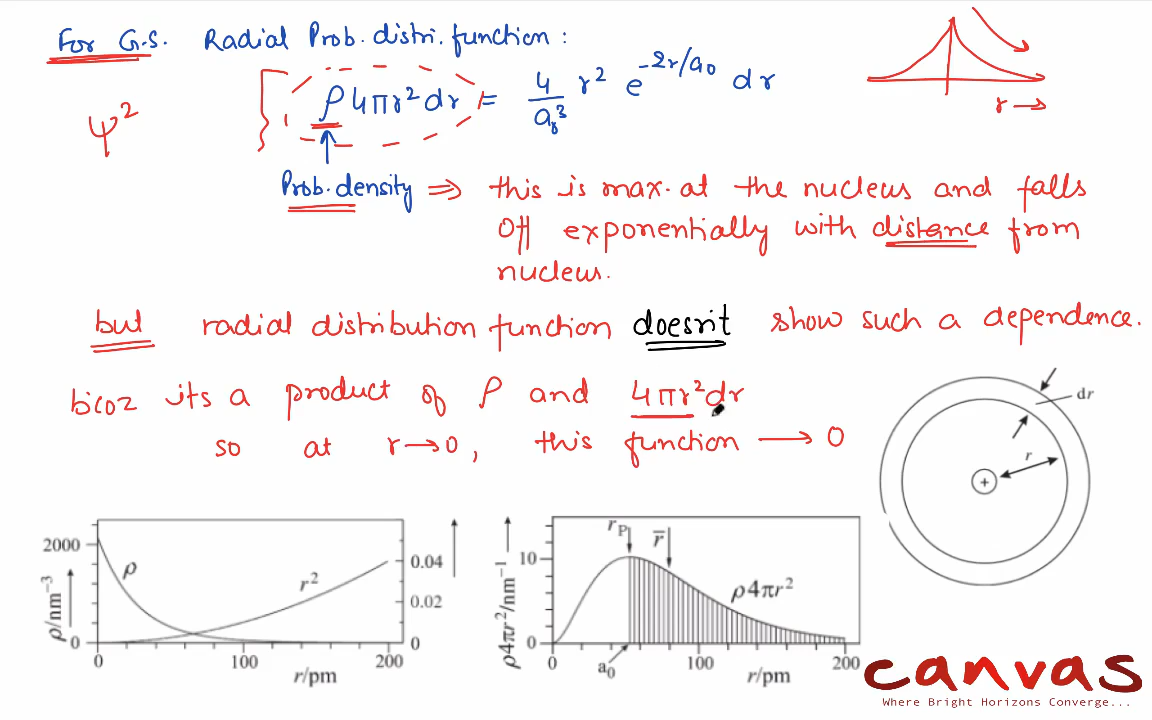 For G.S. Radial Prob. distri. function :
ρ 4πr² dr = 4/a₀³ r² e^-2r/a₀ dr
ψ²
r →
Prob. density ⇒ this is max. at the nucleus and falls
off exponentially with distance from
nucleus.
but radial distribution function doesn't show such a dependence.
bcoz its a product of ρ and 4πr²dr
so at r→0, this function → 0
dr
r
+
2000
0
ρ/nm⁻³
ρ
r²
0.04
0.02
0
0 100 200
r/pm
10
0
ρ4πr²/nm⁻¹
rₚ
r̅
ρ4πr²
a₀
0 100 200
r/pm
canvas
Where Bright Horizons Converge...